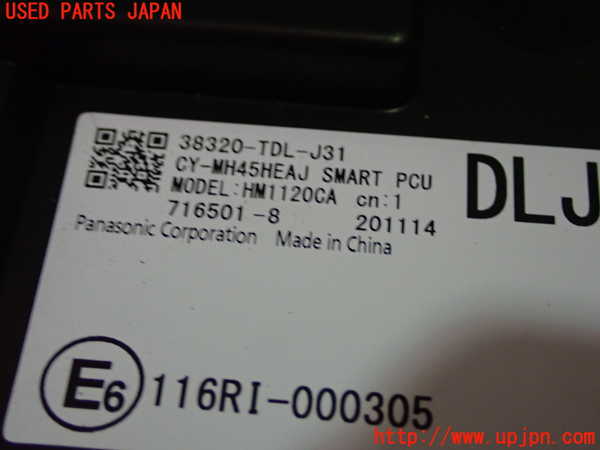 USED PARTS JAPAN
38320-TDL-J31
CY-MH45HEAJ SMART PCU
MODEL:HM1120CA cn:1
716501-8 201114
Panasonic Corporation Made in China
DLJ
E6 116RI-000305
http://www.upjpn.com